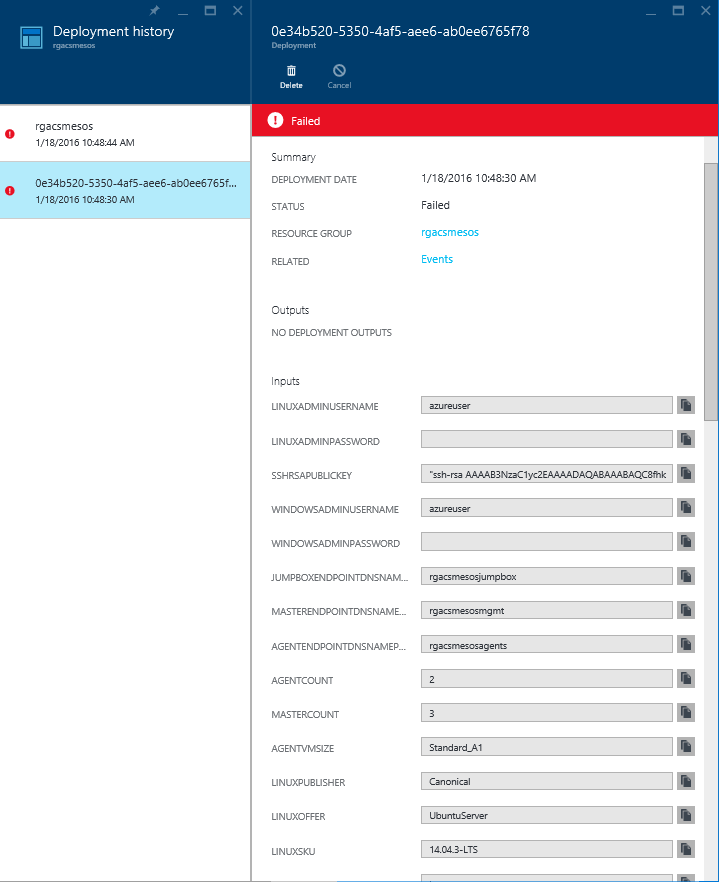 Deployment history
rgacsmesos
rgacsmesos
1/18/2016 10:48:44 AM
0e34b520-5350-4af5-aee6-ab0ee6765f...
1/18/2016 10:48:30 AM
0e34b520-5350-4af5-aee6-ab0ee6765f78
Deployment
Delete Cancel
Failed
Summary
DEPLOYMENT DATE 1/18/2016 10:48:30 AM
STATUS Failed
RESOURCE GROUP rgacsmesos
RELATED Events
Outputs
NO DEPLOYMENT OUTPUTS
Inputs
LINUXADMINUSERNAME azureuser
LINUXADMINPASSWORD
SSHRSAPUBLICKEY "ssh-rsa AAAAB3NzaC1yc2EAAAADAQABAAABAQC8fhk
WINDOWSADMINUSERNAME azureuser
WINDOWSADMINPASSWORD
JUMPBOXENDPOINTDNSNAM... rgacsmesosjumpbox
MASTERENDPOINTDNSNAME... rgacsmesosmgmt
AGENTENDPOINTDNSNAMEP... rgacsmesosagents
AGENTCOUNT 2
MASTERCOUNT 3
AGENTVMSIZE Standard_A1
LINUXPUBLISHER Canonical
LINUXOFFER UbuntuServer
LINUXSKU 14.04.3-LTS